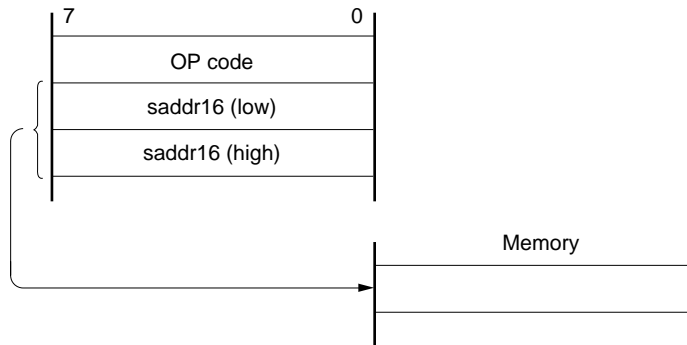 7 0
OP code
saddr16 (low)
saddr16 (high)
Memory